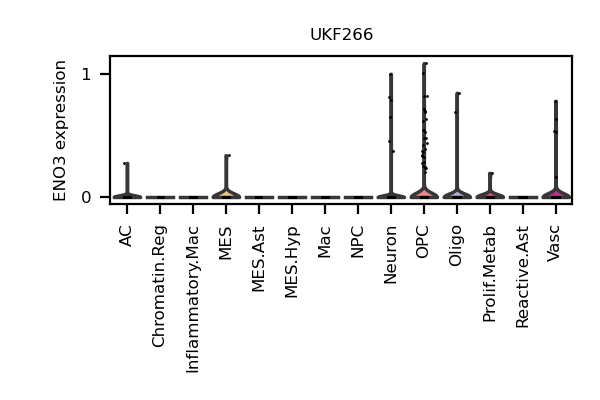 UKF266
ENO3 expression
1
0
AC
Chromatin.Reg
Inflammatory.Mac
MES
MES.Ast
MES.Hyp
Mac
NPC
Neuron
OPC
Oligo
Prolif.Metab
Reactive.Ast
Vasc